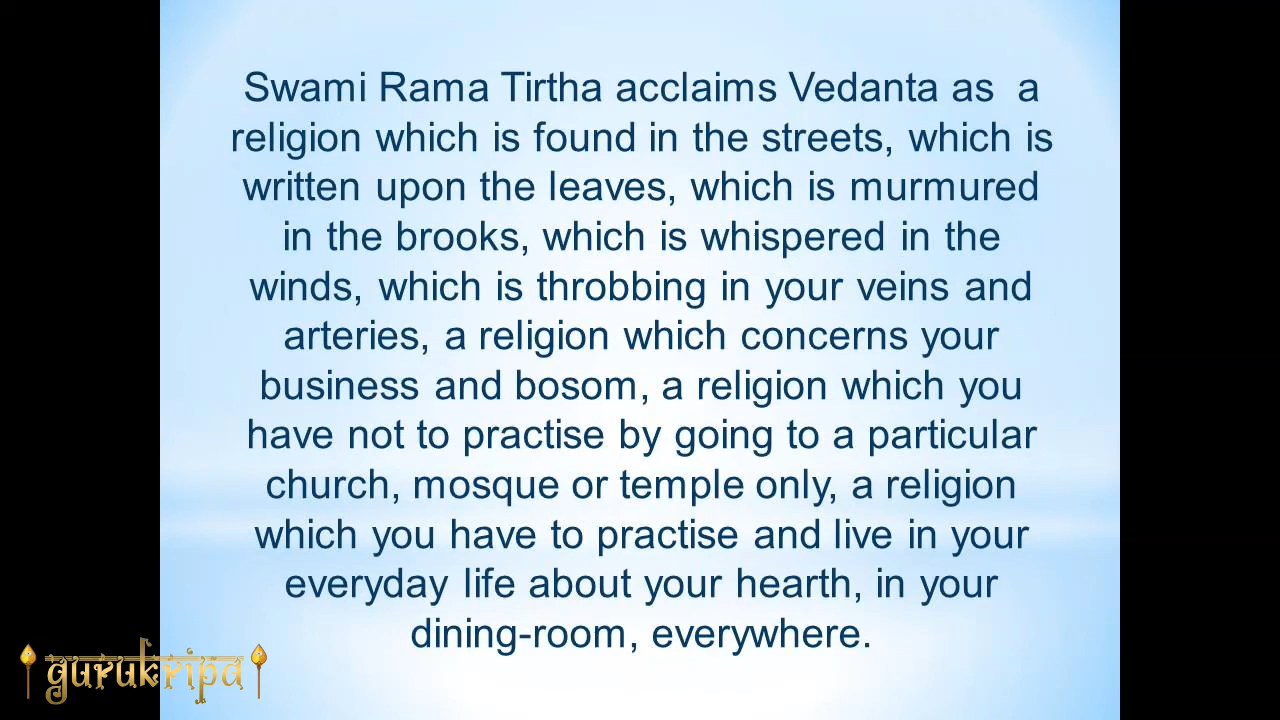 Swami Rama Tirtha acclaims Vedanta as  a
religion which is found in the streets, which is
written upon the leaves, which is murmured
in the brooks, which is whispered in the
winds, which is throbbing in your veins and
arteries, a religion which concerns your
business and bosom, a religion which you
have not to practise by going to a particular
church, mosque or temple only, a religion
which you have to practise and live in your
everyday life about your hearth, in your
dining-room, everywhere.
gurukripa